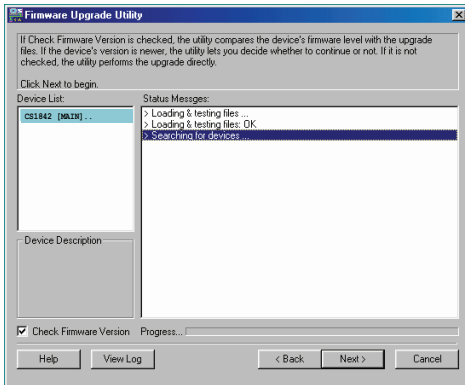 Firmware Upgrade Utility
If Check Firmware Version is checked, the utility compares the device's firmware level with the upgrade
files. If the device's version is newer, the utility lets you decide whether to continue or not. If it is not
checked, the utility performs the upgrade directly.
Click Next to begin.
Device List:
Status Messges:
CS1842 [MAIN]..
> Loading & testing files ...
> Loading & testing files: OK
> Searching for devices ...
Device Description
Check Firmware Version
Progress...
Help
View Log
< Back
Next >
Cancel